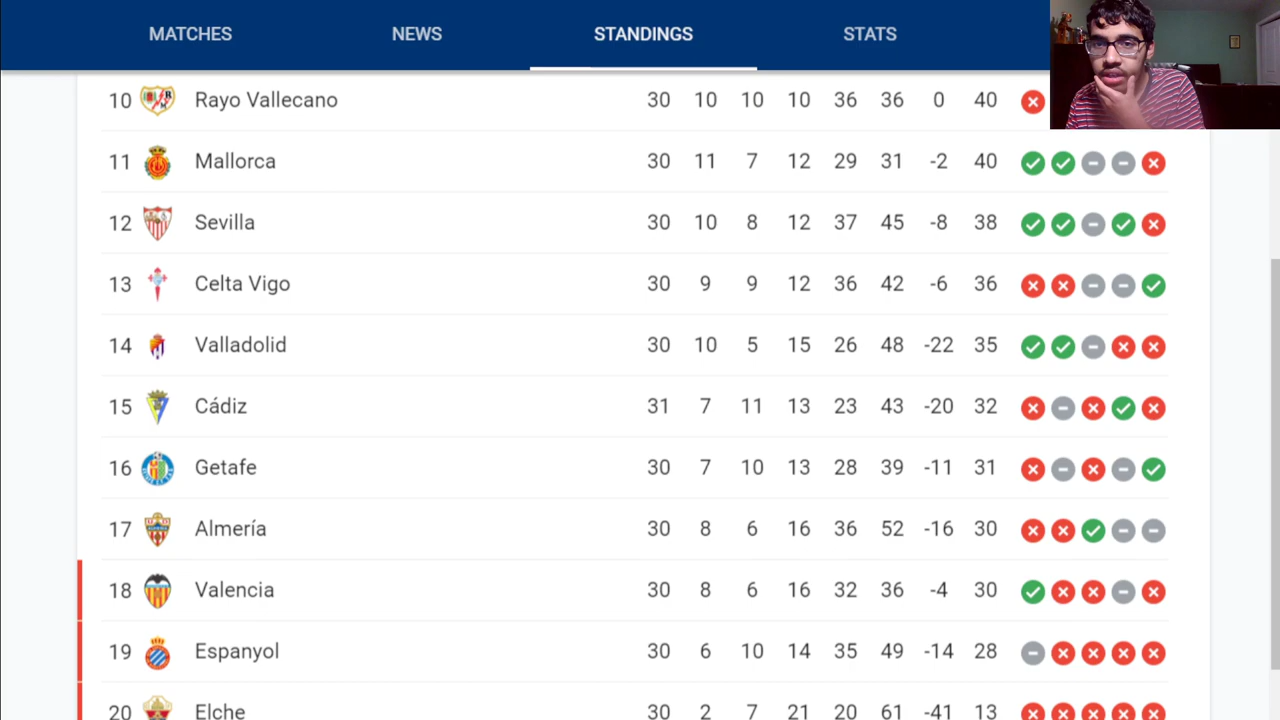 MATCHES NEWS STANDINGS STATS
10 Rayo Vallecano 30 10 10 10 36 36 0 40
11 Mallorca 30 11 7 12 29 31 -2 40
12 Sevilla 30 10 8 12 37 45 -8 38
13 Celta Vigo 30 9 9 12 36 42 -6 36
14 Valladolid 30 10 5 15 26 48 -22 35
15 Cádiz 31 7 11 13 23 43 -20 32
16 Getafe 30 7 10 13 28 39 -11 31
17 Almería 30 8 6 16 36 52 -16 30
18 Valencia 30 8 6 16 32 36 -4 30
19 Espanyol 30 6 10 14 35 49 -14 28
20 Elche 30 2 7 21 20 61 -41 13